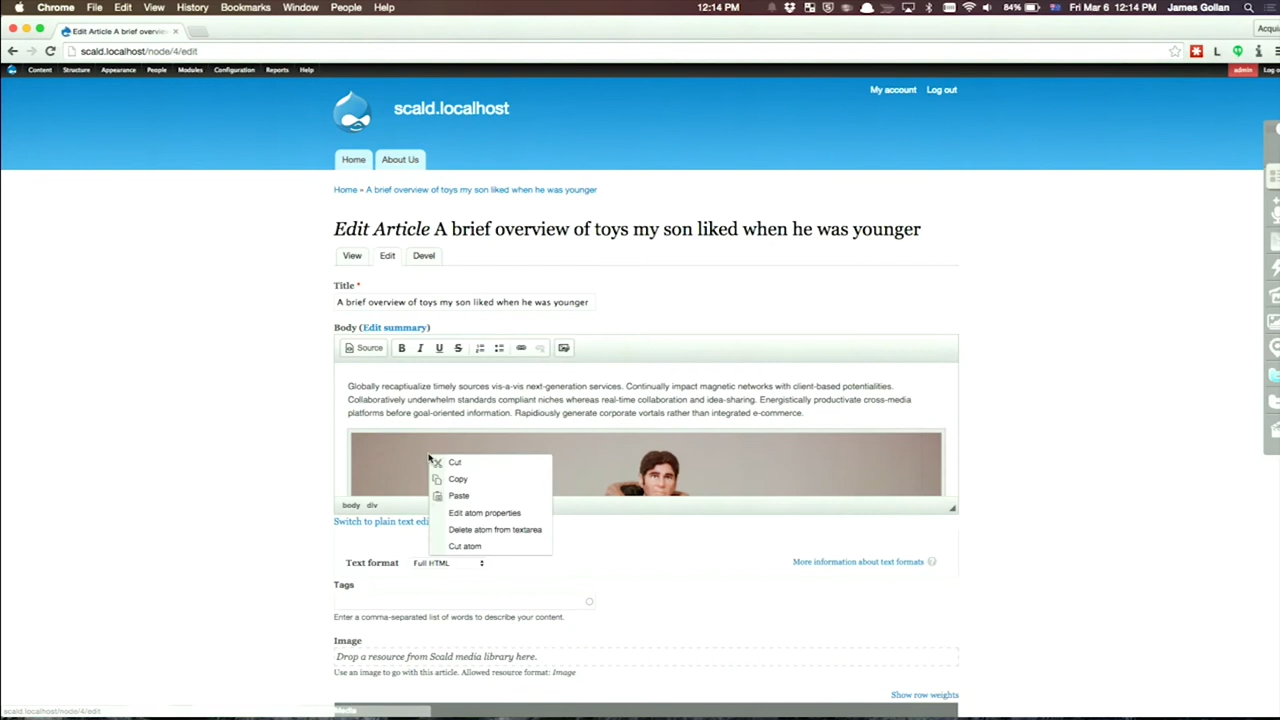 Chrome File Edit View History Bookmarks Window People Help 12:14 PM 84% Fri Mar 6 12:14 PM James Gollan
Edit Article A brief overvie
Acquia
scald.localhost/node/4/edit
L
Content Structure Appearance People Modules Configuration Reports Help admin Log o
My account Log out
scald.localhost
Home About Us
Home » A brief overview of toys my son liked when he was younger
Edit Article A brief overview of toys my son liked when he was younger
View Edit Devel
Title *
A brief overview of toys my son liked when he was younger
Body (Edit summary)
Source B I U S
Globally recaptiualize timely sources vis-a-vis next-generation services. Continually impact magnetic networks with client-based potentialities.
Collaboratively underwhelm standards compliant niches whereas real-time collaboration and idea-sharing. Energistically productivate cross-media
platforms before goal-oriented information. Rapidiously generate corporate vortals rather than integrated e-commerce.
Cut
Copy
Paste
Edit atom properties
Delete atom from textarea
Cut atom
body div
Switch to plain text edi
Text format Full HTML More information about text formats ?
Tags
Enter a comma-separated list of words to describe your content.
Image
Drop a resource from Scald media library here.
Use an image to go with this article. Allowed resource format: Image
Show row weights
Media
scald.localhost/node/4/edit